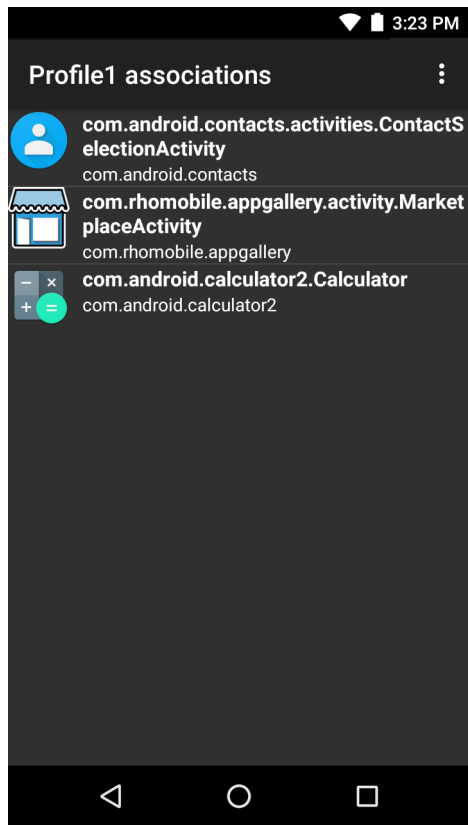 3:23 PM
Profile1 associations
com.android.contacts.activities.ContactS
electionActivity
com.android.contacts
com.rhomobile.appgallery.activity.Market
placeActivity
com.rhomobile.appgallery
com.android.calculator2.Calculator
com.android.calculator2